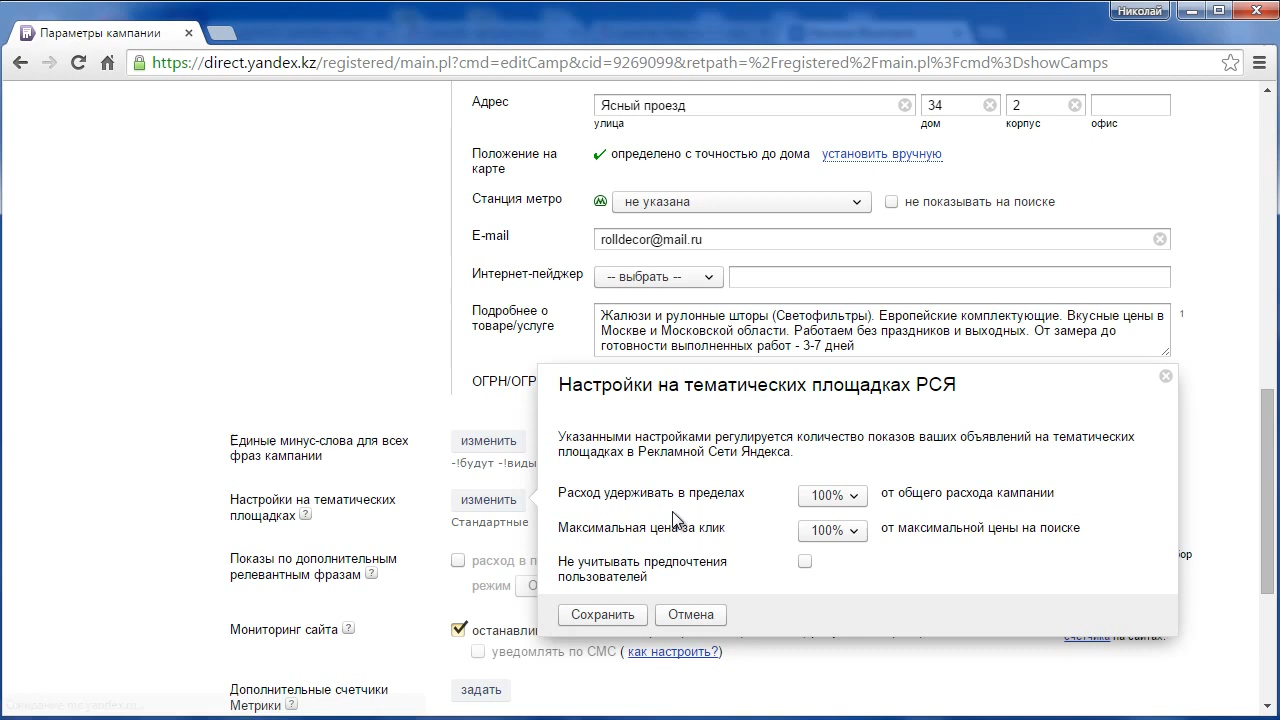 Николай
Параметры кампании
https://direct.yandex.kz/registered/main.pl?cmd=editCamp&cid=9269099&retpath=%2Fregistered%2Fmain.pl%3Fcmd%3DshowCamps
Адрес
Ясный проезд
34
2
улица
дом
корпус
офис
Положение на карте
определено с точностью до дома
установить вручную
Станция метро
не указана
не показывать на поиске
E-mail
rolldecor@mail.ru
Интернет-пейджер
-- выбрать --
Подробнее о товаре/услуге
Жалюзи и рулонные шторы (Светофильтры). Европейские комплектующие. Вкусные цены в
Москве и Московской области. Работаем без праздников и выходных. От замера до
готовности выполненных работ - 3-7 дней
1
ОГРН/ОГР
Настройки на тематических площадках РСЯ
Указанными настройками регулируется количество показов ваших объявлений на тематических
площадках в Рекламной Сети Яндекса.
Расход удерживать в пределах
100%
от общего расхода кампании
Максимальная цена за клик
100%
от максимальной цены на поиске
Не учитывать предпочтения
пользователей
Сохранить
Отмена
Единые минус-слова для всех
фраз кампании
изменить
-!будут -!виды
Настройки на тематических
площадках ?
изменить
Стандартные
Показы по дополнительным
релевантным фразам ?
расход в п
режим
О
бор
Мониторинг сайта ?
останавли
счетчика на сайтах.
уведомлять по СМС ( как настроить?)
Дополнительные счетчики
Метрики ?
задать
Ожидание mc.yandex.ru...